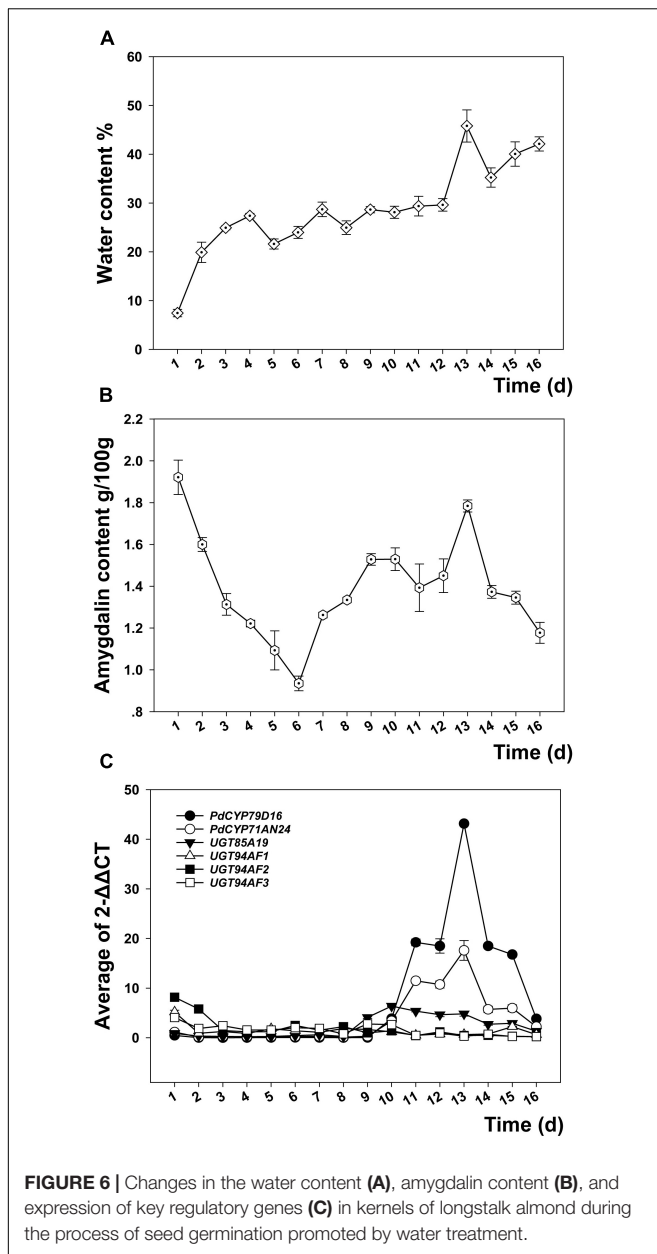 A
60
50
40
30
20
10
0
Water content %
1 2 3 4 5 6 7 8 9 10 11 12 13 14 15 16
Time (d)
B
2.2
2.0
1.8
1.6
1.4
1.2
1.0
.8
Amygdalin content g/100g
1 2 3 4 5 6 7 8 9 10 11 12 13 14 15 16
Time (d)
C
50
40
30
20
10
0
Average of 2-ΔΔCT
PdCYP79D16
PdCYP71AN24
UGT85A19
UGT94AF1
UGT94AF2
UGT94AF3
1 2 3 4 5 6 7 8 9 10 11 12 13 14 15 16
Time (d)
FIGURE 6 | Changes in the water content (A), amygdalin content (B), and
expression of key regulatory genes (C) in kernels of longstalk almond during
the process of seed germination promoted by water treatment.